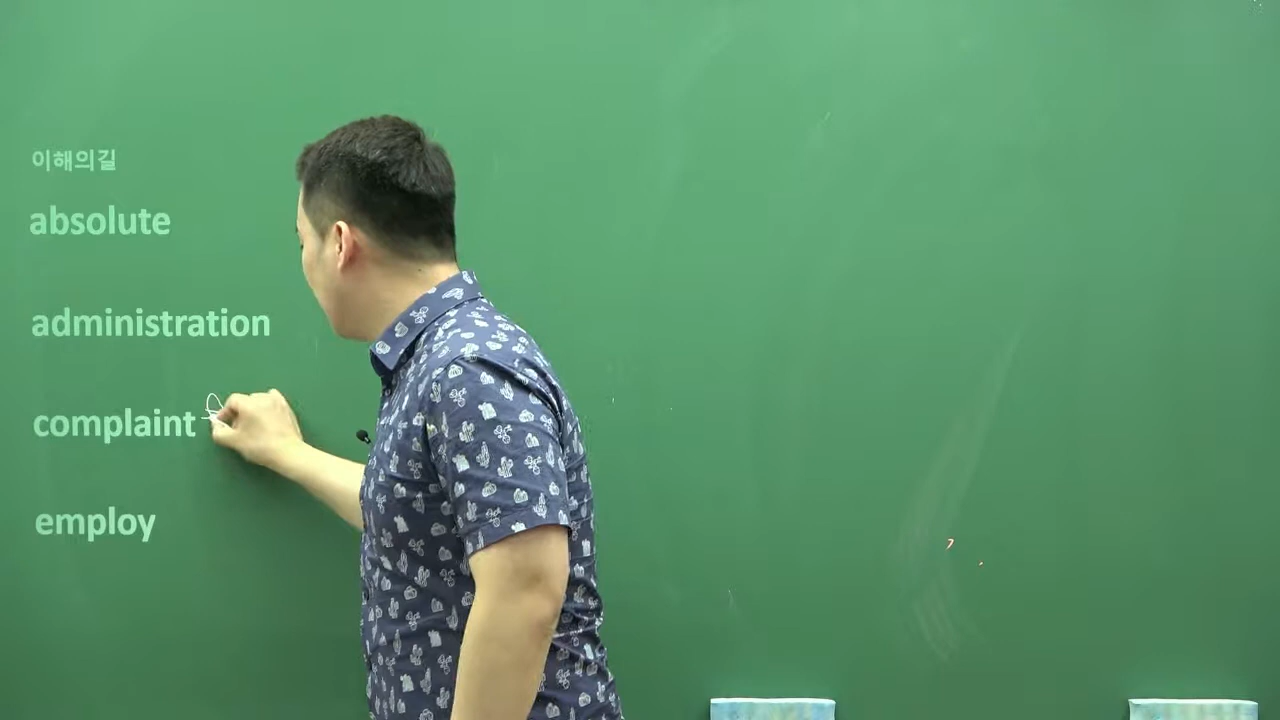 이해의길
absolute
administration
complaint
employ